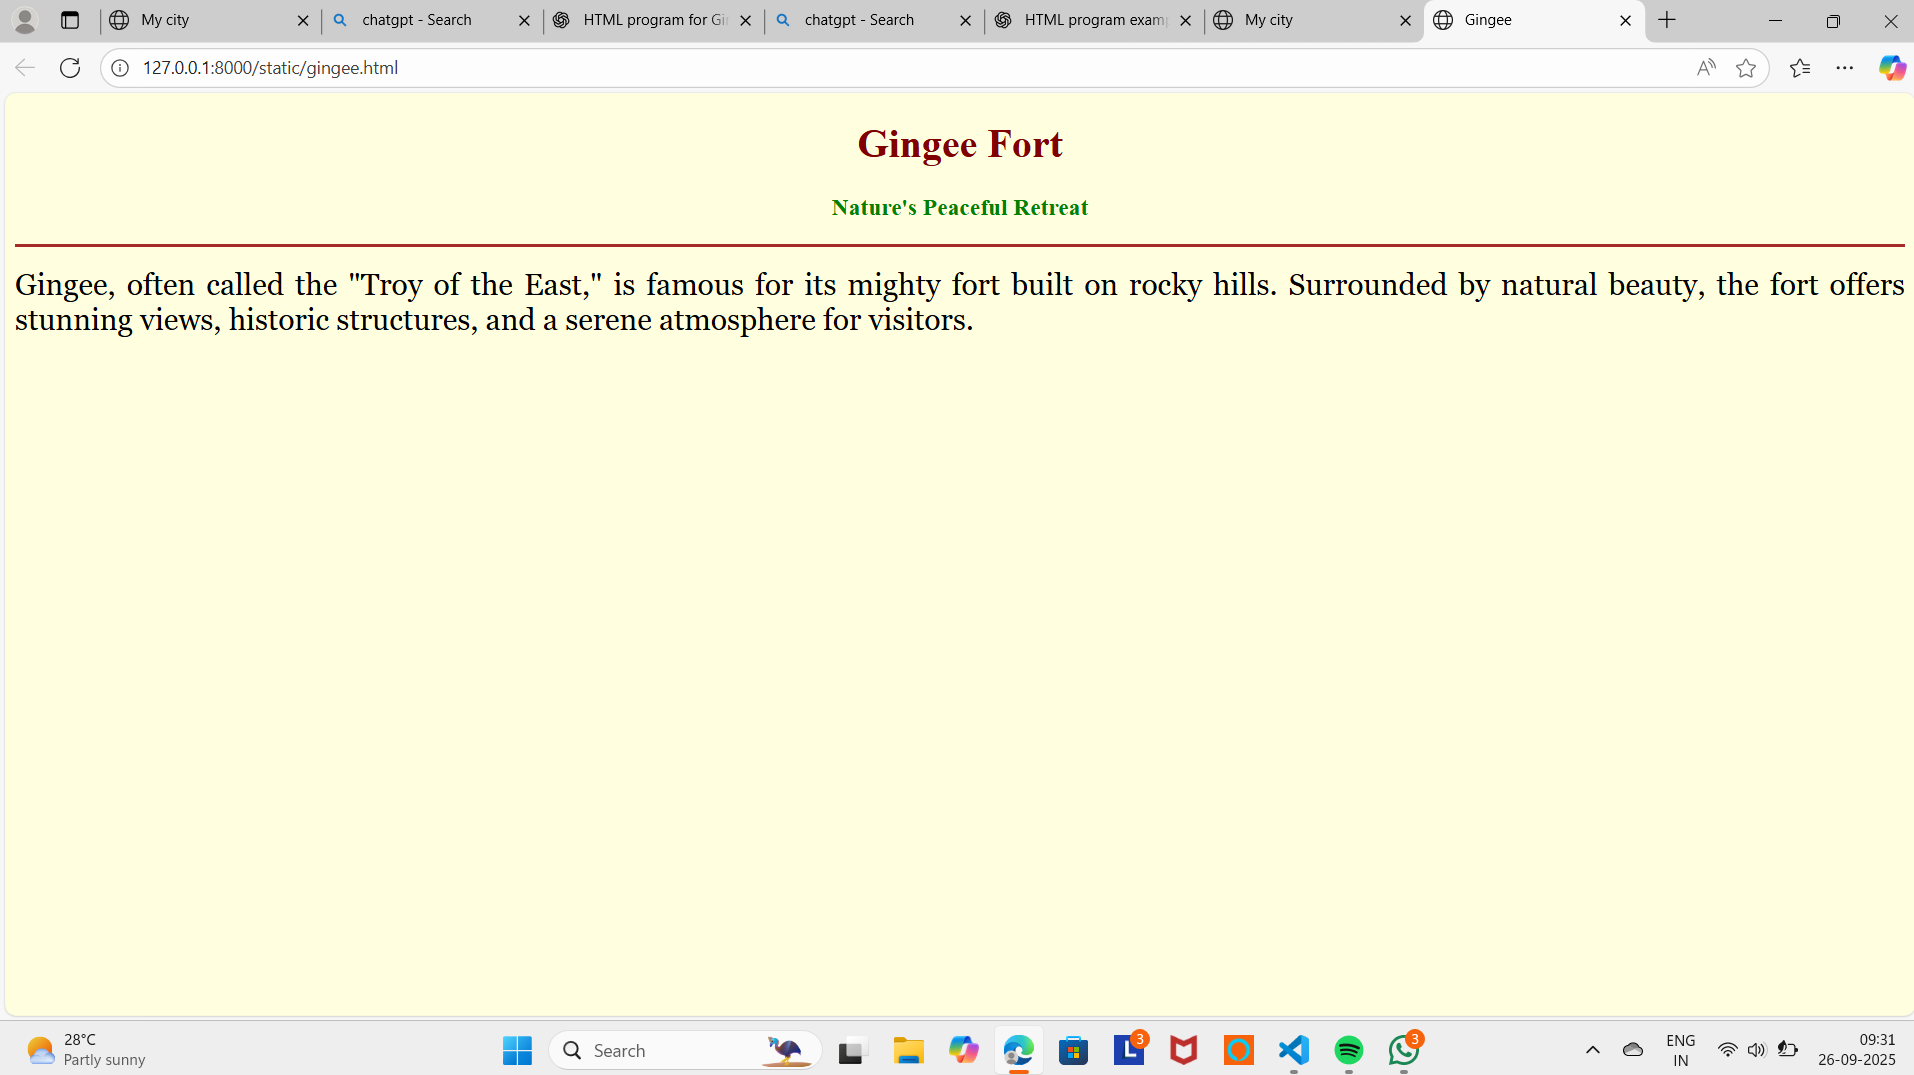 My city
chatgpt - Search
HTML program for Gin
chatgpt - Search
HTML program examp
My city
Gingee
127.0.0.1:8000/static/gingee.html
Gingee Fort
Nature's Peaceful Retreat
Gingee, often called the "Troy of the East," is famous for its mighty fort built on rocky hills. Surrounded by natural beauty, the fort offers
stunning views, historic structures, and a serene atmosphere for visitors.
28°C
Partly sunny
Search
L
3
3
ENG
IN
09:31
26-09-2025